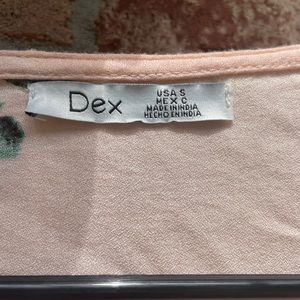 Dex
USA S
MEX C
MADE IN INDIA
HECHO EN INDIA